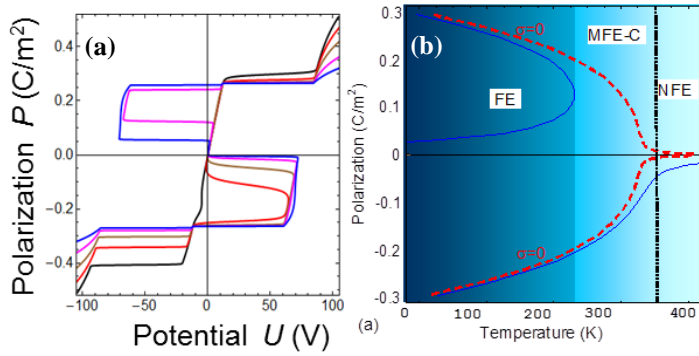 (a)
Polarization P (C/m²)
0.4
0.2
0.0
-0.2
-0.4
-100 -50 0 50 100
Potential U (V)
(b)
Polarization (C/m²)
0.3
0.2
0.1
0
-0.1
-0.2
-0.3
σ=0
MFE-C
NFE
FE
σ=0
0 100 200 300 400
(a)
Temperature (K)